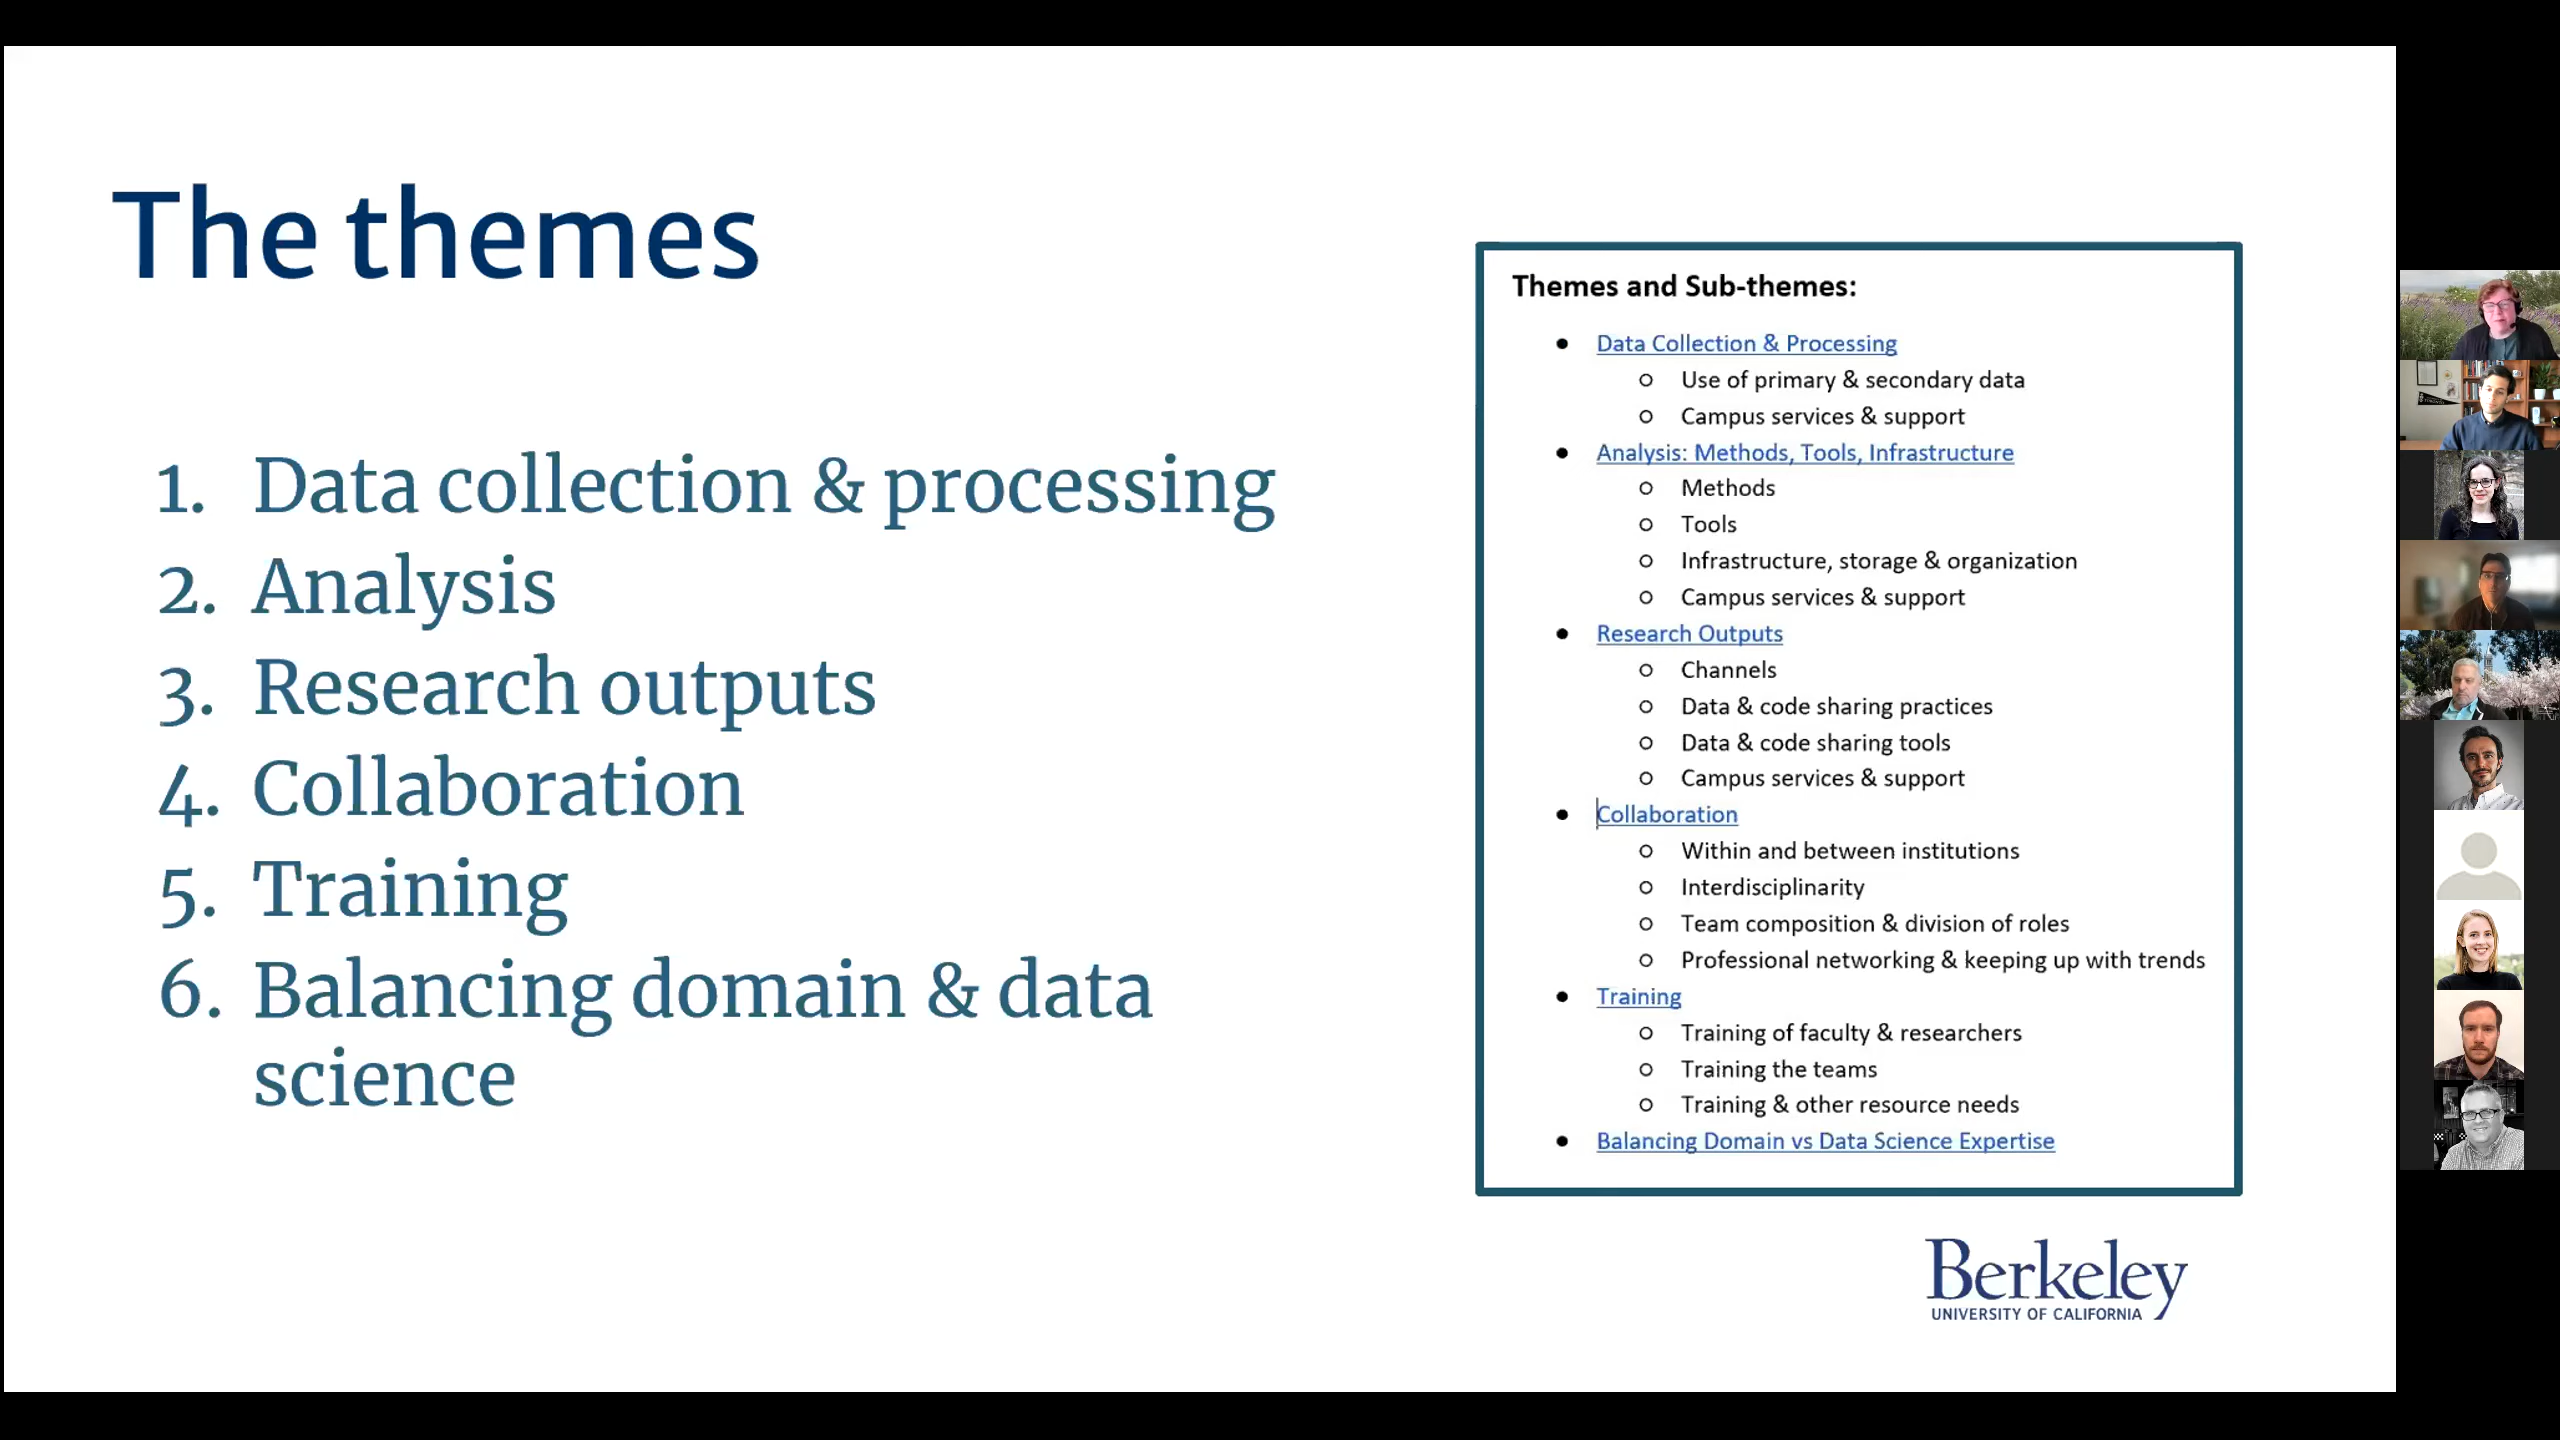 The themes
1. Data collection & processing
2. Analysis
3. Research outputs
4. Collaboration
5. Training
6. Balancing domain & data
science
Themes and Sub-themes:
● Data Collection & Processing
○ Use of primary & secondary data
○ Campus services & support
● Analysis: Methods, Tools, Infrastructure
○ Methods
○ Tools
○ Infrastructure, storage & organization
○ Campus services & support
● Research Outputs
○ Channels
○ Data & code sharing practices
○ Data & code sharing tools
○ Campus services & support
● Collaboration
○ Within and between institutions
○ Interdisciplinarity
○ Team composition & division of roles
○ Professional networking & keeping up with trends
● Training
○ Training of faculty & researchers
○ Training the teams
○ Training & other resource needs
● Balancing Domain vs Data Science Expertise
Berkeley
UNIVERSITY OF CALIFORNIA